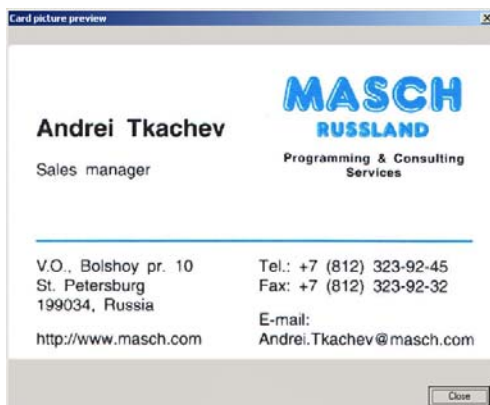 Card picture preview
MASCH
RUSSLAND
Programming & Consulting
Services
Andrei Tkachev
Sales manager
V.O., Bolshoy pr. 10
St. Petersburg
199034, Russia
http://www.masch.com
Tel.: +7 (812) 323-92-45
Fax: +7 (812) 323-92-32
E-mail:
Andrei.Tkachev@masch.com
Close